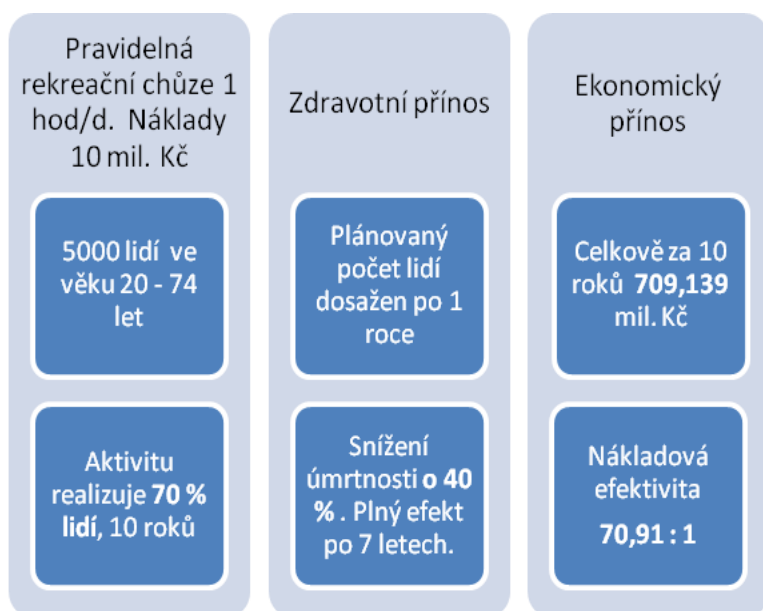 Pravidelná
rekreační chůze 1
hod/d. Náklady
10 mil. Kč
5000 lidí ve
věku 20 - 74
let
Aktivitu
realizuje 70 %
lidí, 10 roků
Zdravotní přínos
Plánovaný
počet lidí
dosažen po 1
roce
Snížení
úmrtnosti o 40
% . Plný efekt
po 7 letech.
Ekonomický
přínos
Celkově za 10
roků 709,139
mil. Kč
Nákladová
efektivita
70,91 : 1